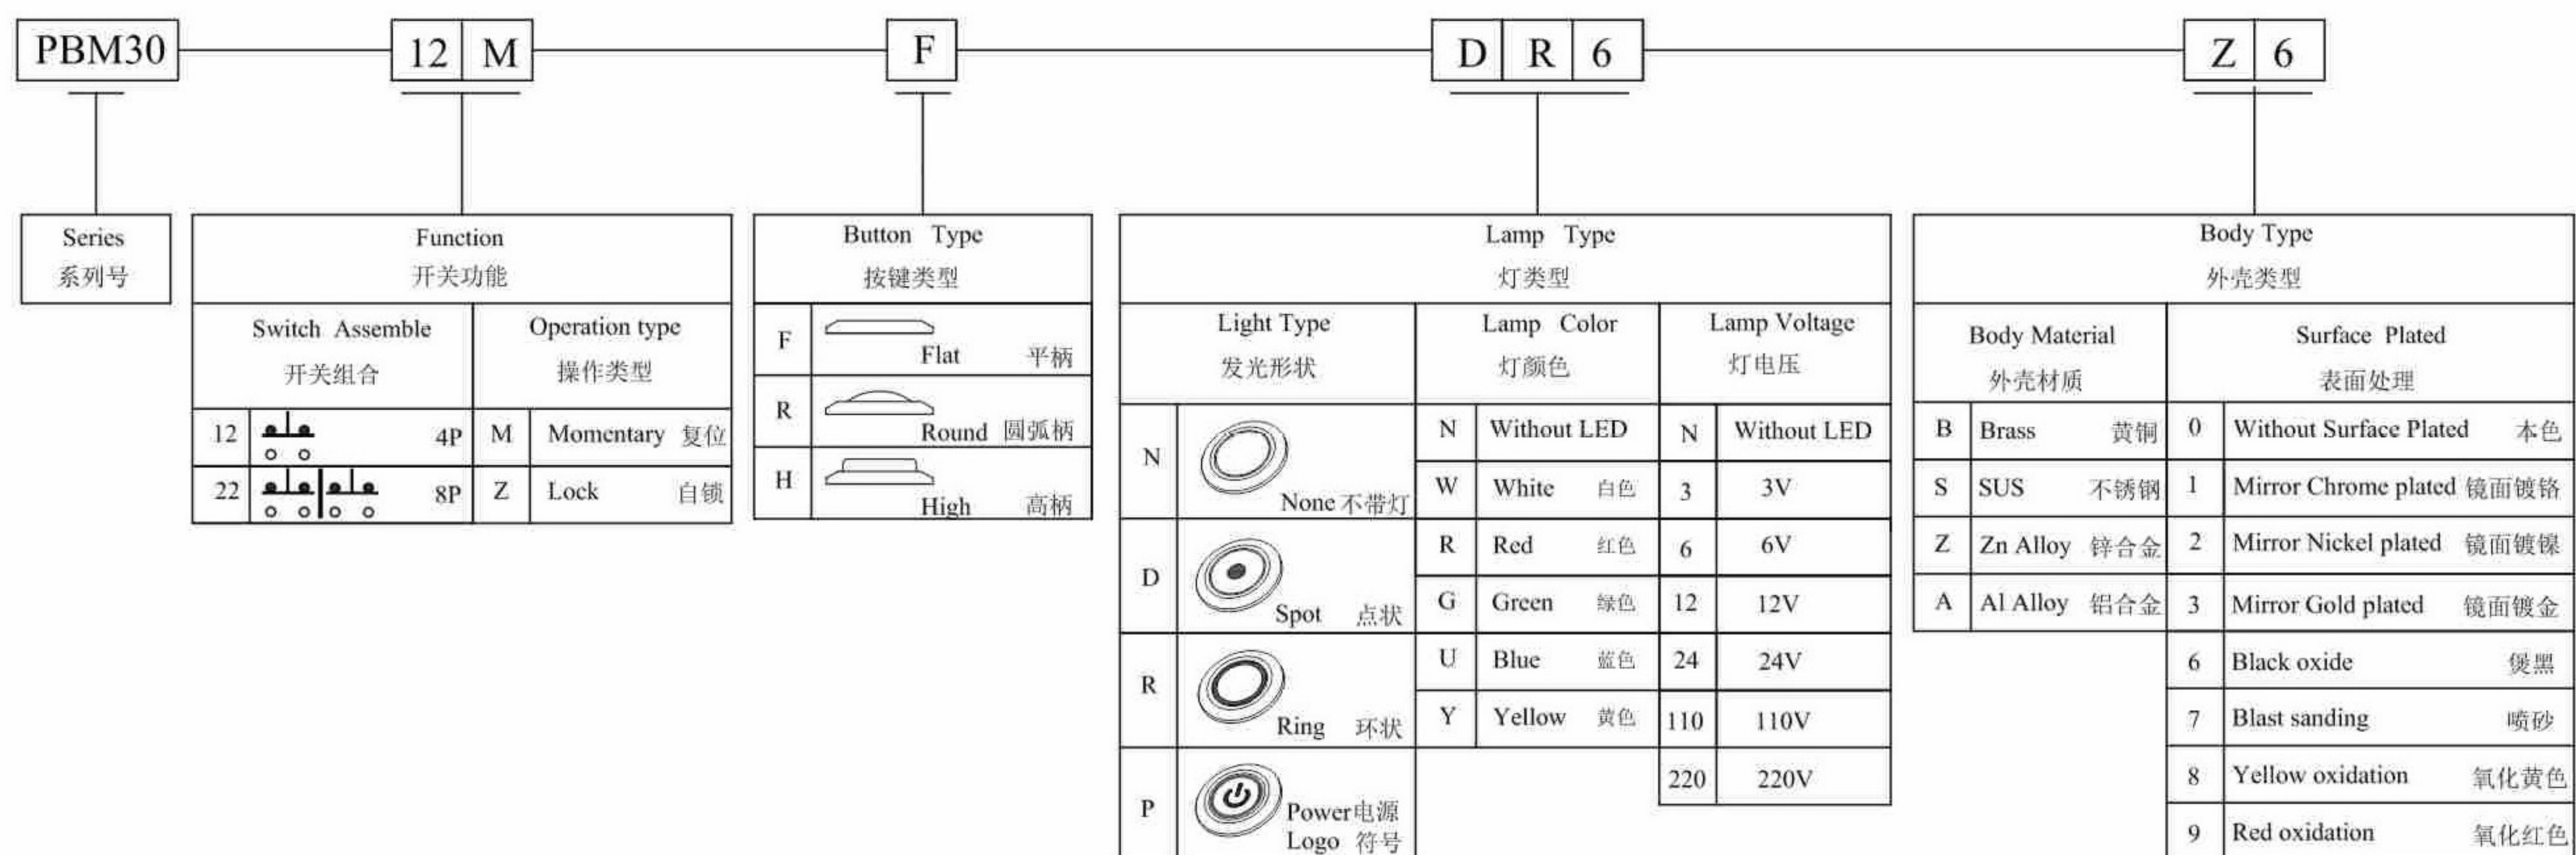 PBM30 12 M F D R 6 Z 6
Series
系列号
Function
开关功能
Switch Assemble
开关组合
Operation type
操作类型
12 4P M Momentary 复位
22 8P Z Lock 自锁
Button Type
按键类型
F Flat 平柄
R Round 圆弧柄
H High 高柄
Lamp Type
灯类型
Light Type
发光形状
N None 不带灯
D Spot 点状
R Ring 环状
P Power 电源
Logo 符号
Lamp Color
灯颜色
N Without LED
W White 白色
R Red 红色
G Green 绿色
U Blue 蓝色
Y Yellow 黄色
Lamp Voltage
灯电压
N Without LED
3 3V
6 6V
12 12V
24 24V
110 110V
220 220V
Body Type
外壳类型
Body Material
外壳材质
B Brass 黄铜
S SUS 不锈钢
Z Zn Alloy 锌合金
A Al Alloy 铝合金
Surface Plated
表面处理
0 Without Surface Plated 本色
1 Mirror Chrome plated 镜面镀铬
2 Mirror Nickel plated 镜面镀镍
3 Mirror Gold plated 镜面镀金
6 Black oxide 煲黑
7 Blast sanding 喷砂
8 Yellow oxidation 氧化黄色
9 Red oxidation 氧化红色